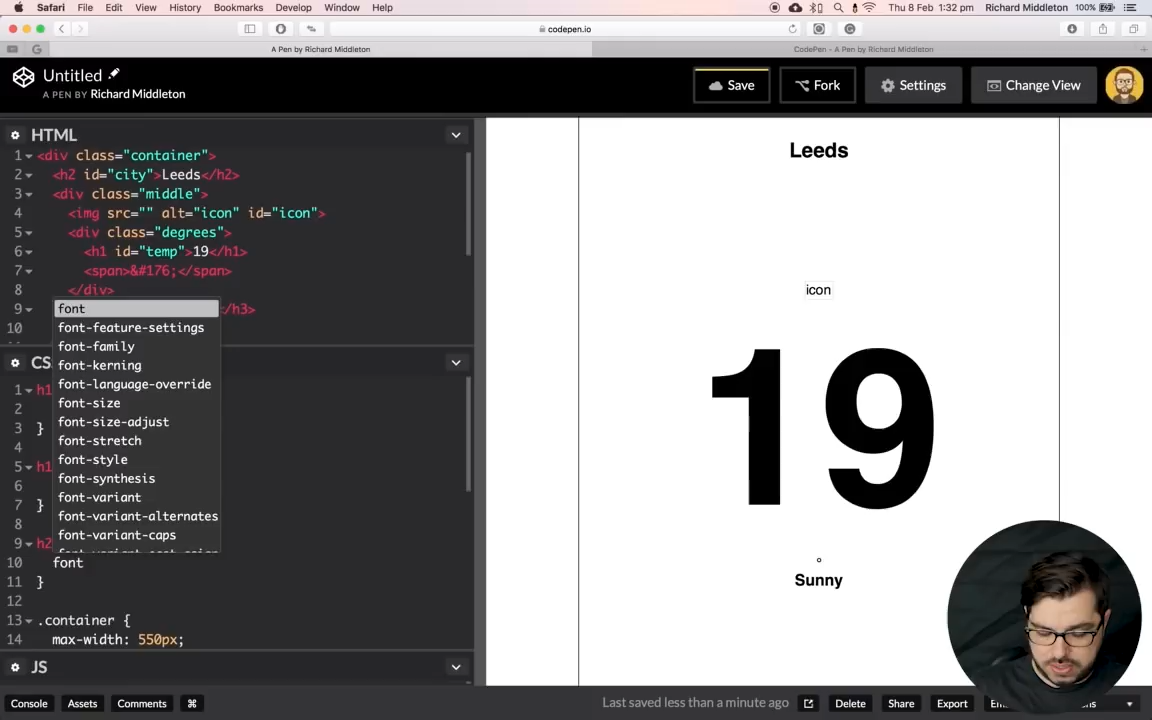 Safari File Edit View History Bookmarks Develop Window Help Thu 8 Feb 1:32 pm Richard Middleton 100%
codepen.io
A Pen by Richard Middleton
CodePen - A Pen by Richard Middleton
Untitled
A PEN BY Richard Middleton
Save
Fork
Settings
Change View
HTML
1 <div class="container">
2 <h2 id="city">Leeds</h2>
3 <div class="middle">
4 <img src="" alt="icon" id="icon">
5 <div class="degrees">
6 <h1 id="temp">19</h1>
7 <span>&#176;</span>
8 </div>
9 /h3>
10
font
font-feature-settings
font-family
font-kerning
font-language-override
font-size
font-size-adjust
font-stretch
font-style
font-synthesis
font-variant
font-variant-alternates
font-variant-caps
CS
1 h1
2
3 }
4
5 h1
6
7 }
8
9 h2
10 font
11 }
12
13 .container {
14 max-width: 550px;
JS
Leeds
icon
19
°
Sunny
Console Assets Comments ⌘
Last saved less than a minute ago
Delete Share Export